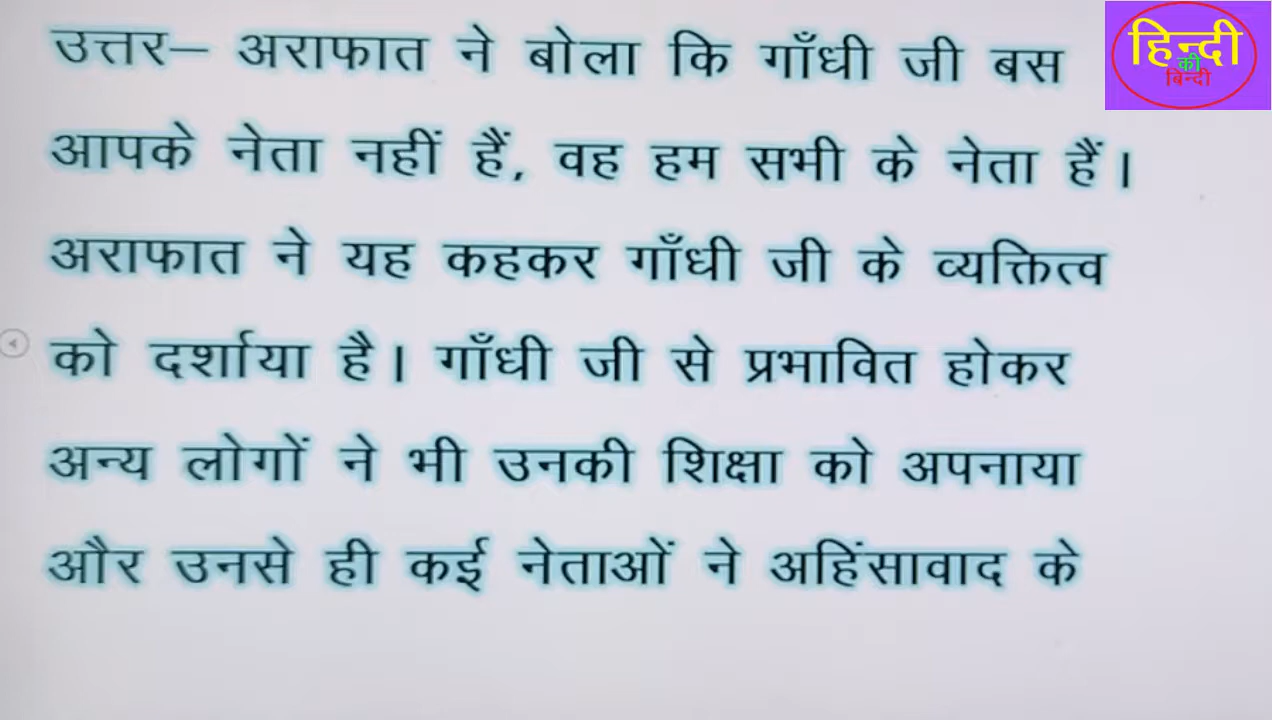 उत्तर– अराफात ने बोला कि गाँधी जी बस
आपके नेता नहीं हैं, वह हम सभी के नेता हैं।
अराफात ने यह कहकर गाँधी जी के व्यक्तित्व
को दर्शाया है। गाँधी जी से प्रभावित होकर
अन्य लोगों ने भी उनकी शिक्षा को अपनाया
और उनसे ही कई नेताओं ने अहिंसावाद के
हिन्दी
की
बिन्दी